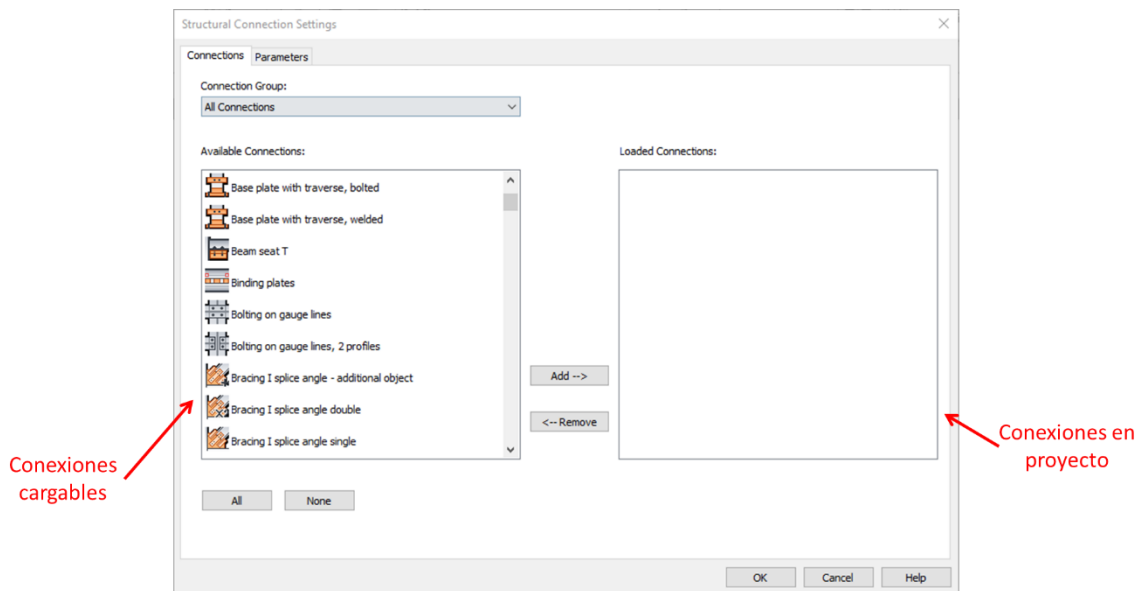 Structural Connection Settings
Connections
Parameters
Connection Group:
All Connections
Available Connections:
Loaded Connections:
Base plate with traverse, bolted
Base plate with traverse, welded
Beam seat T
Binding plates
Bolting on gauge lines
Bolting on gauge lines, 2 profiles
Bracing I splice angle - additional object
Bracing I splice angle double
Bracing I splice angle single
Add -->
<-- Remove
Conexiones
cargables
Conexiones en
proyecto
All
None
OK
Cancel
Help